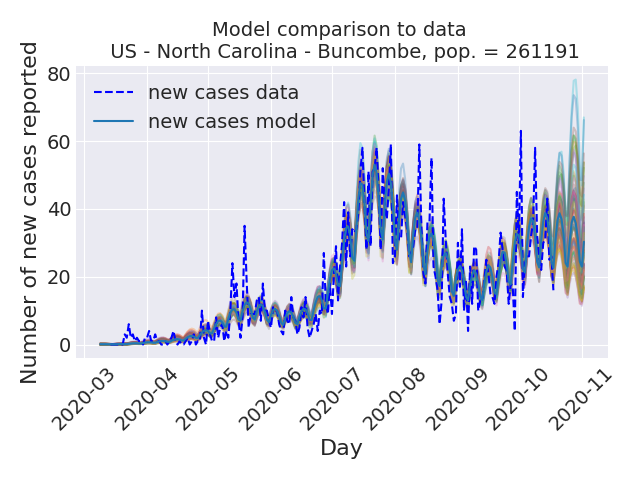 Model comparison to data
US - North Carolina - Buncombe, pop. = 261191
Number of new cases reported
80
60
40
20
0
new cases data
new cases model
2020-03
2020-04
2020-05
2020-06
2020-07
2020-08
2020-09
2020-10
2020-11
Day